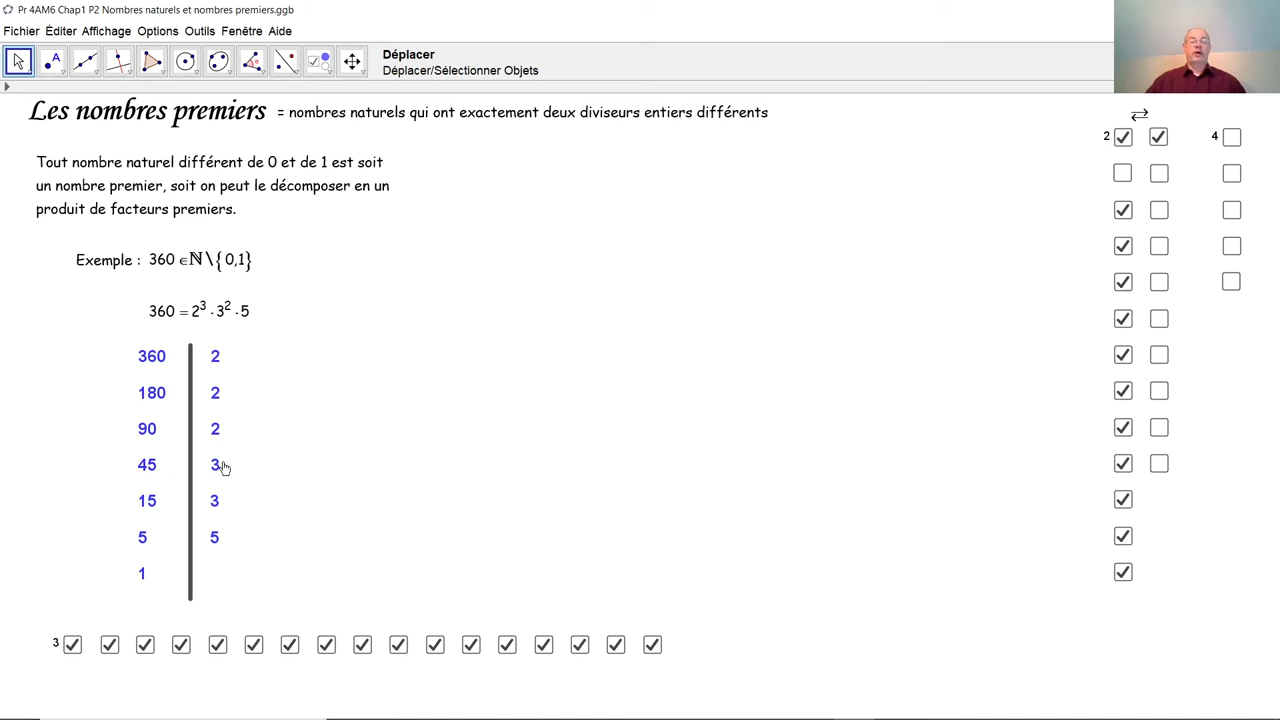 Pr 4AM6 Chap1 P2 Nombres naturels et nombres premiers.ggb
Fichier Éditer Affichage Options Outils Fenêtre Aide
Déplacer
Déplacer/Sélectionner Objets
Les nombres premiers = nombres naturels qui ont exactement deux diviseurs entiers différents
Tout nombre naturel différent de 0 et de 1 est soit
un nombre premier, soit on peut le décomposer en un
produit de facteurs premiers.
Exemple : 360 ∈ ℕ \ { 0,1 }
360 = 2³ · 3² · 5
360 2
180 2
90 2
45 3
15 3
5 5
1
2
4
3